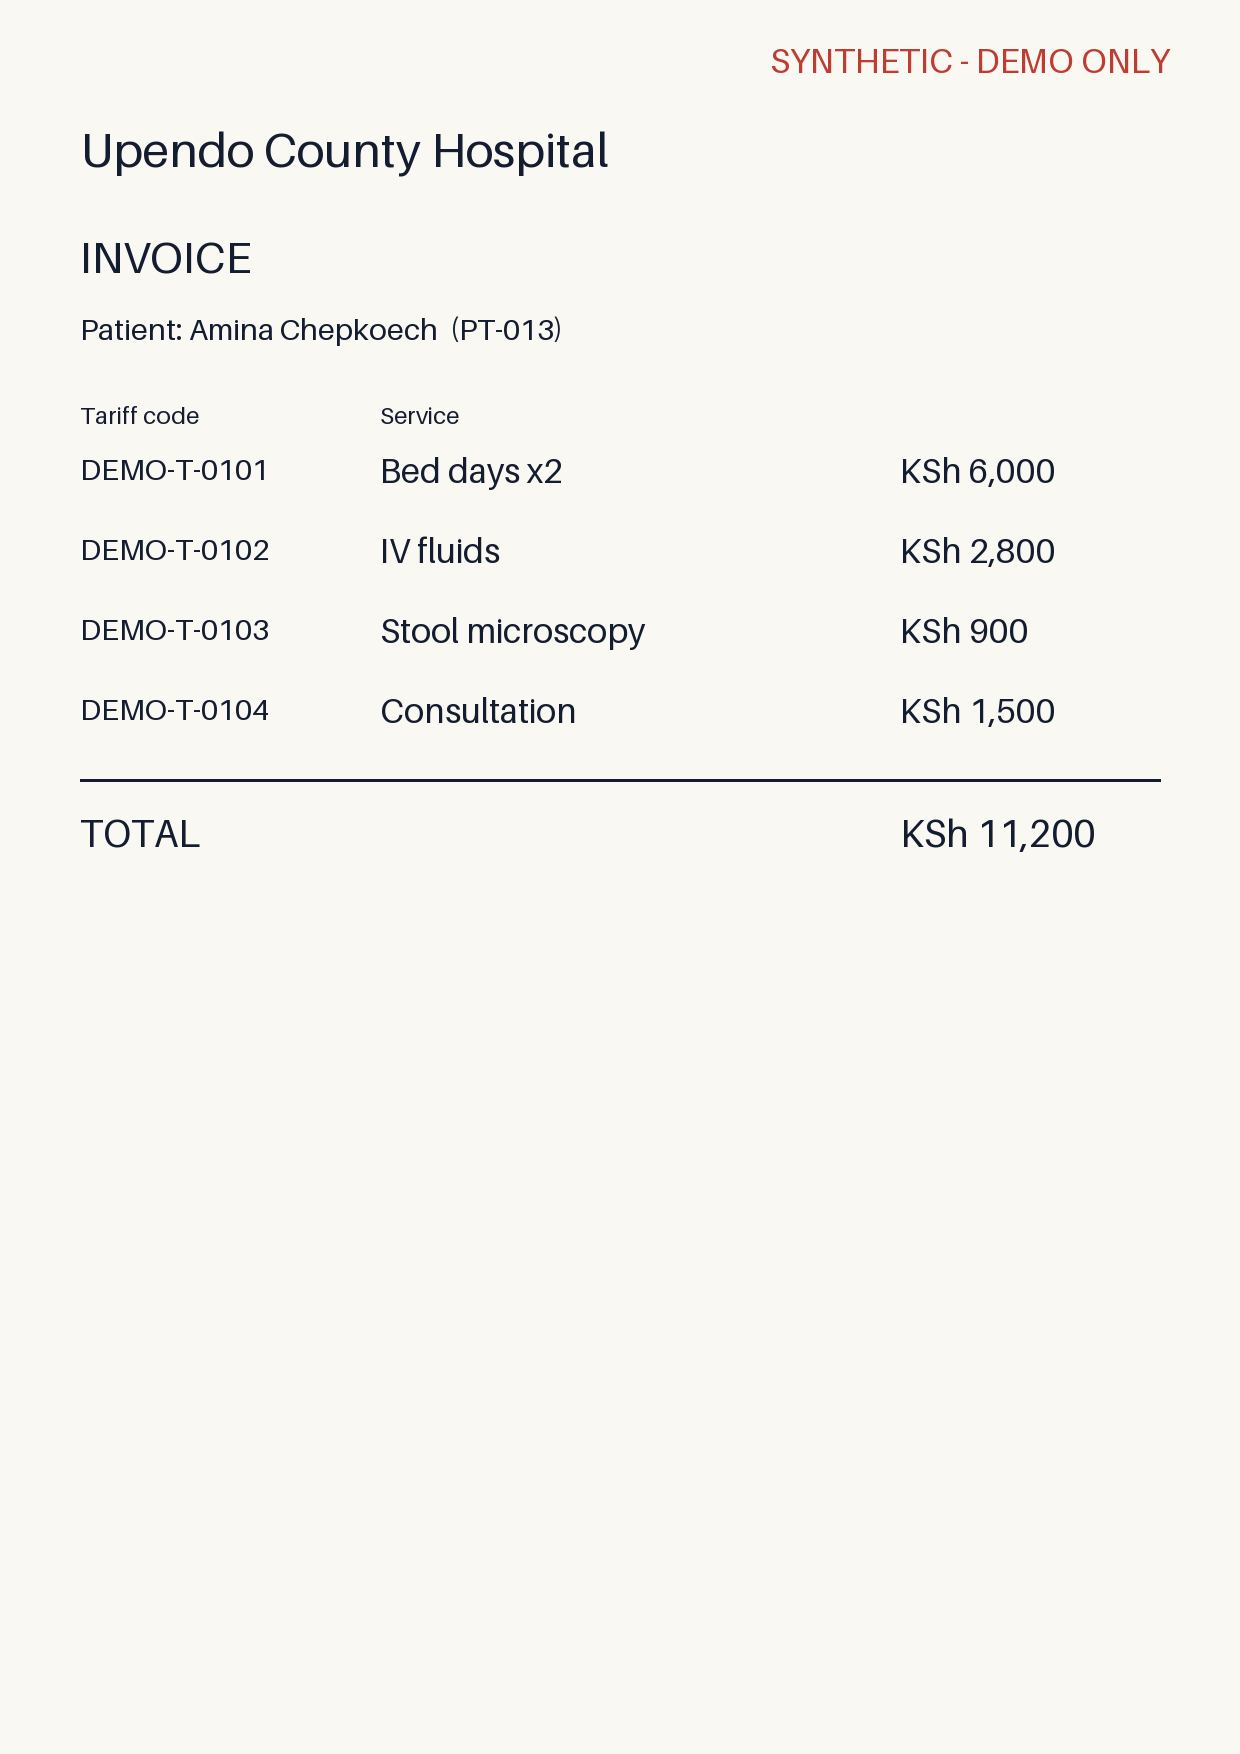 SYNTHETIC - DEMO ONLY
Upendo County Hospital
INVOICE
Patient: Amina Chepkoech (PT-013)
Tariff code Service
DEMO-T-0101 Bed days x2 KSh 6,000
DEMO-T-0102 IV fluids KSh 2,800
DEMO-T-0103 Stool microscopy KSh 900
DEMO-T-0104 Consultation KSh 1,500
TOTAL KSh 11,200